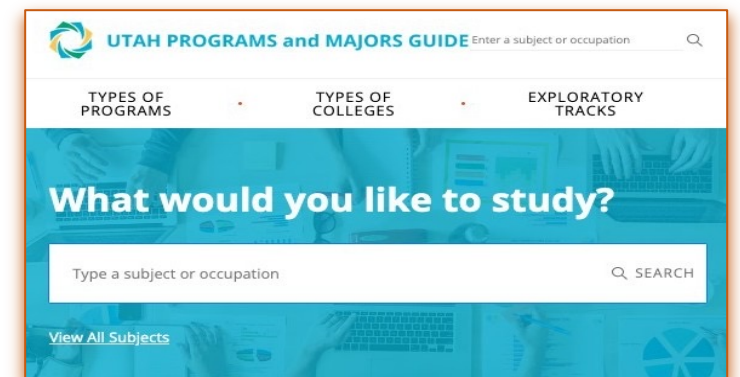 UTAH PROGRAMS and MAJORS GUIDE Enter a subject or occupation
TYPES OF PROGRAMS • TYPES OF COLLEGES • EXPLORATORY TRACKS
What would you like to study?
Type a subject or occupation SEARCH
View All Subjects